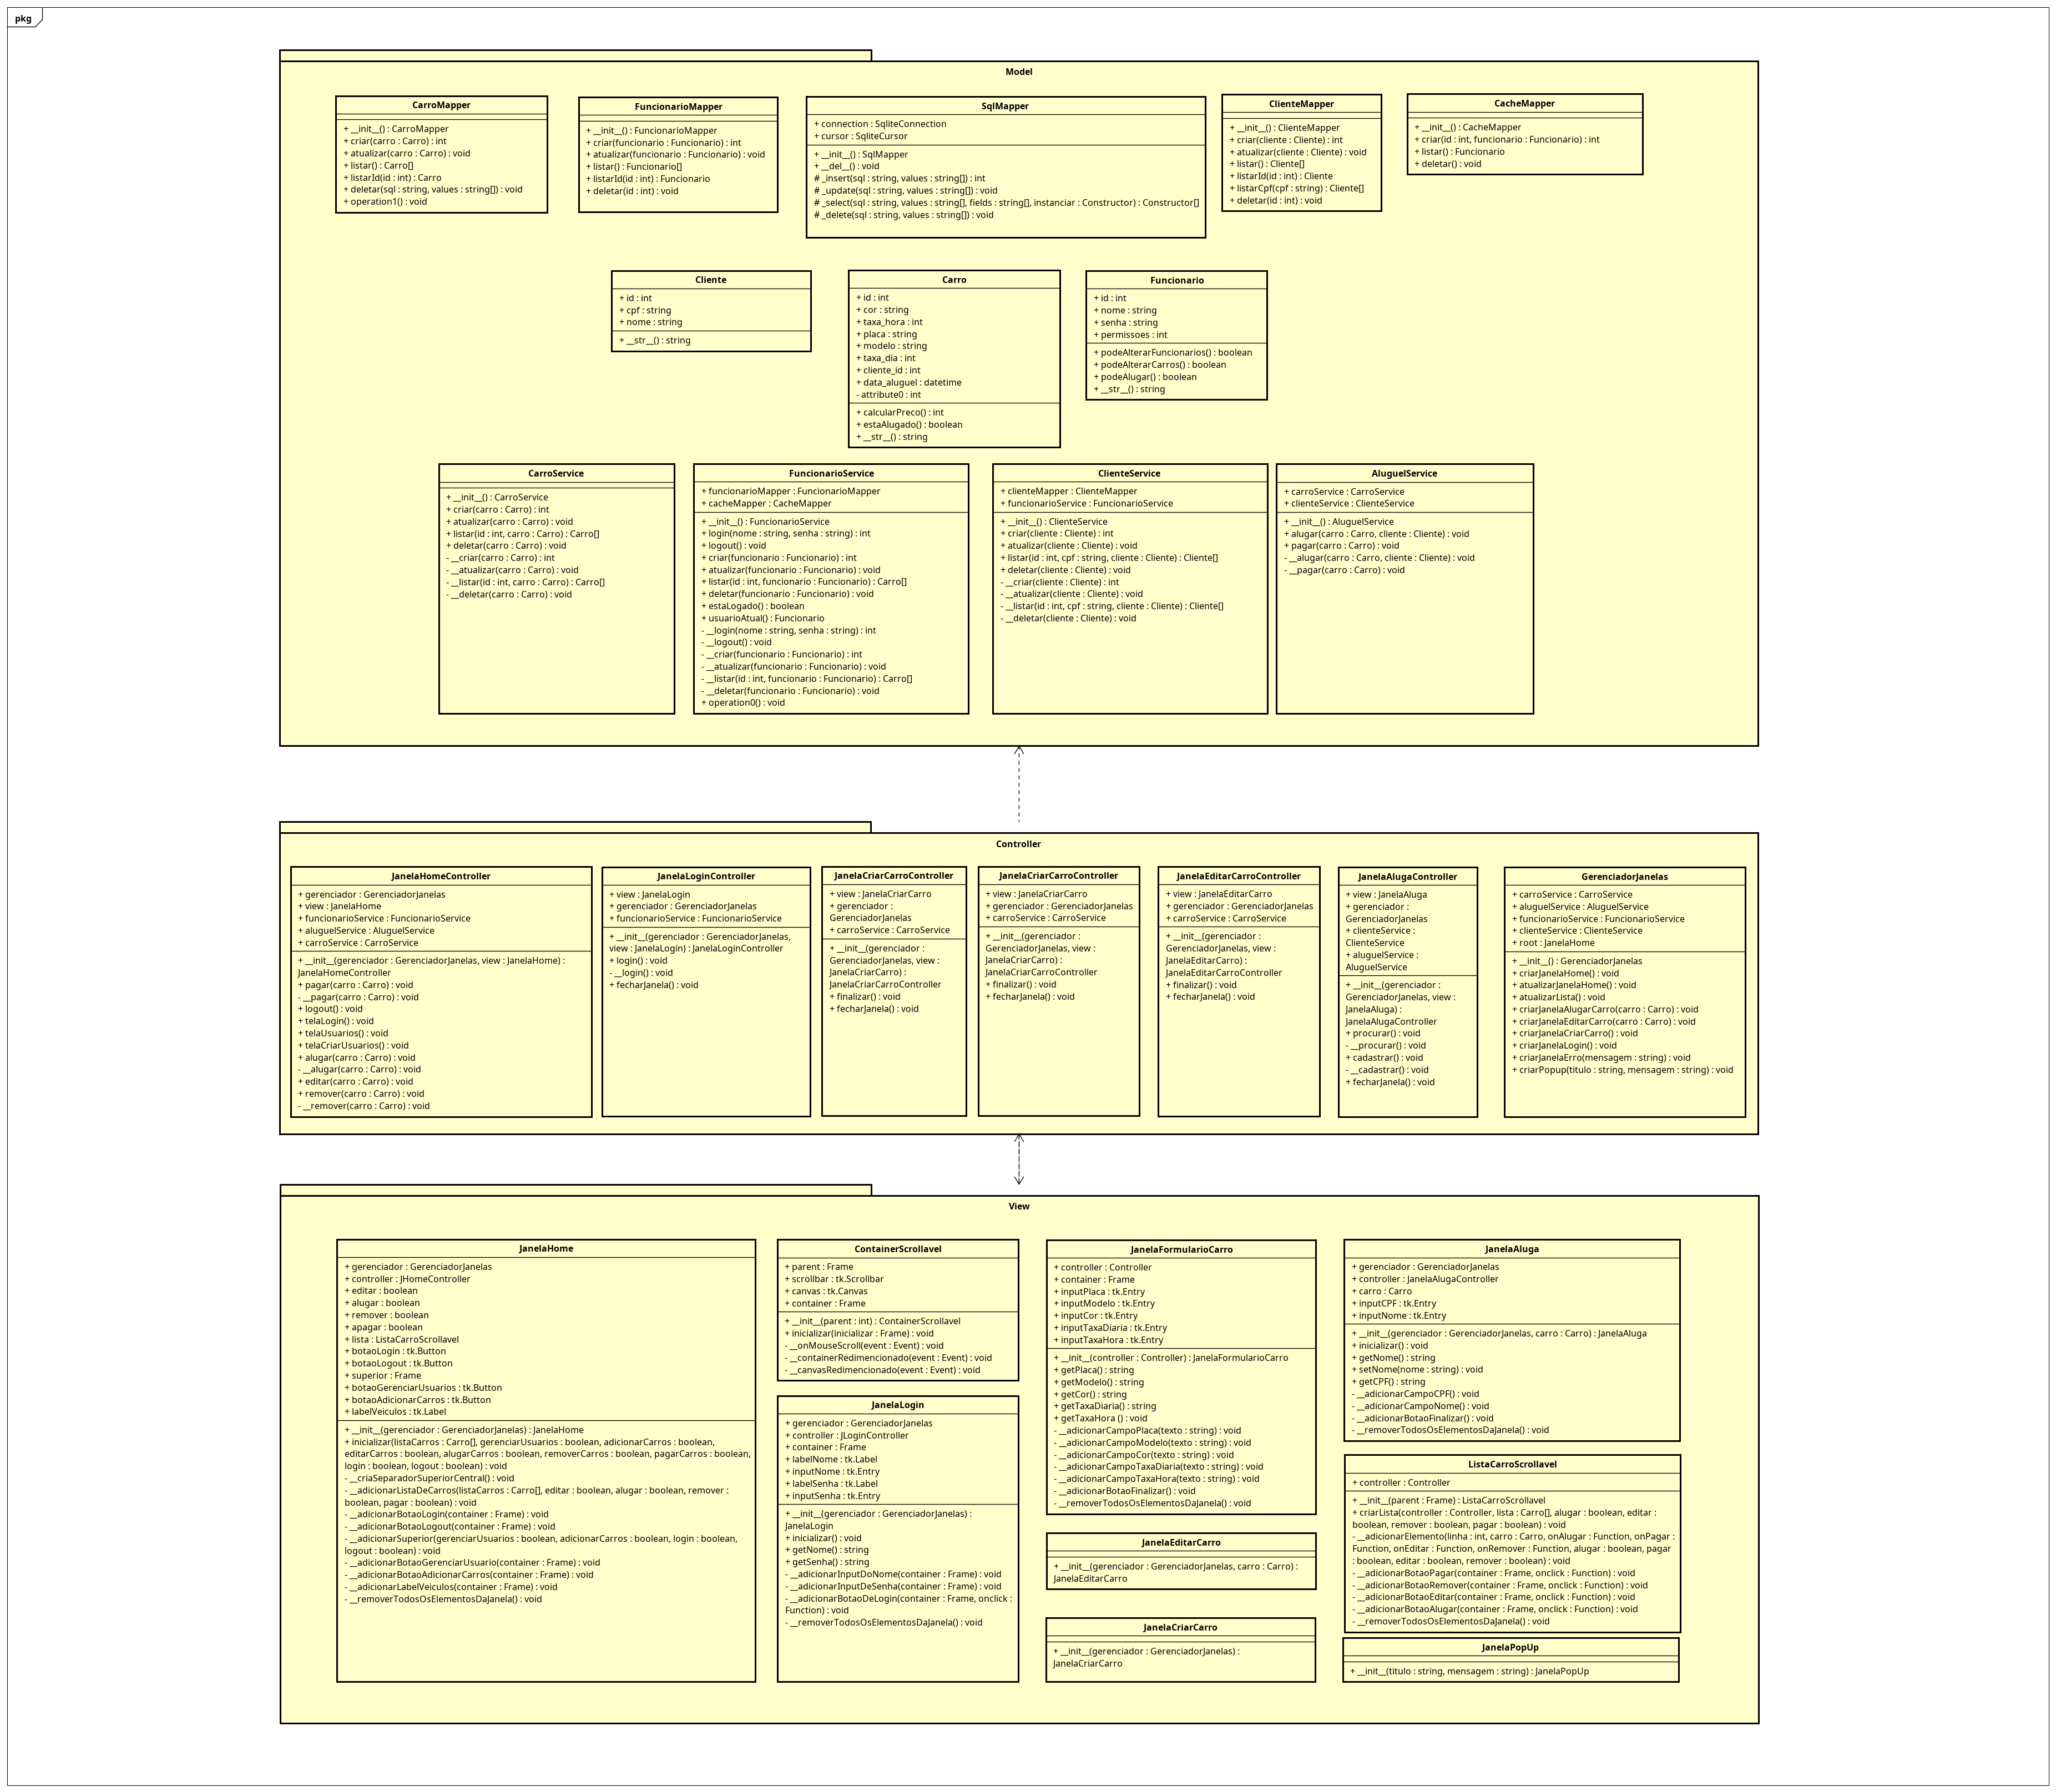 pkg
Model
CarroMapper
+ __init__() : CarroMapper
+ criar(carro : Carro) : int
+ atualizar(carro : Carro) : void
+ listar() : Carro[]
+ listarId(id : int) : Carro
+ deletar(sql : string, values : string[]) : void
+ operation1() : void
FuncionarioMapper
+ __init__() : FuncionarioMapper
+ criar(funcionario : Funcionario) : int
+ atualizar(funcionario : Funcionario) : void
+ listar() : Funcionario[]
+ listarId(id : int) : Funcionario
+ deletar(id : int) : void
SqlMapper
+ connection : SqliteConnection
+ cursor : SqliteCursor
+ __init__() : SqlMapper
+ __del__() : void
# _insert(sql : string, values : string[]) : int
# _update(sql : string, values : string[]) : void
# _select(sql : string, values : string[], fields : string[], instanciar : Constructor) : Constructor[]
# _delete(sql : string, values : string[]) : void
ClienteMapper
+ __init__() : ClienteMapper
+ criar(cliente : Cliente) : int
+ atualizar(cliente : Cliente) : void
+ listar() : Cliente[]
+ listarId(id : int) : Cliente
+ listarCpf(cpf : string) : Cliente[]
+ deletar(id : int) : void
CacheMapper
+ __init__() : CacheMapper
+ criar(id : int, funcionario : Funcionario) : int
+ listar() : Funcionario
+ deletar() : void
Cliente
+ id : int
+ cpf : string
+ nome : string
+ __str__() : string
Carro
+ id : int
+ cor : string
+ taxa_hora : int
+ placa : string
+ modelo : string
+ taxa_dia : int
+ cliente_id : int
+ data_aluguel : datetime
- attribute0 : int
+ calcularPreco() : int
+ estaAlugado() : boolean
+ __str__() : string
Funcionario
+ id : int
+ nome : string
+ senha : string
+ permissoes : int
+ podeAlterarFuncionarios() : boolean
+ podeAlterarCarros() : boolean
+ podeAlugar() : boolean
+ __str__() : string
CarroService
+ __init__() : CarroService
+ criar(carro : Carro) : int
+ atualizar(carro : Carro) : void
+ listar(id : int, carro : Carro) : Carro[]
+ deletar(carro : Carro) : void
- __criar(carro : Carro) : int
- __atualizar(carro : Carro) : void
- __listar(id : int, carro : Carro) : Carro[]
- __deletar(carro : Carro) : void
FuncionarioService
+ funcionarioMapper : FuncionarioMapper
+ cacheMapper : CacheMapper
+ __init__() : FuncionarioService
+ login(nome : string, senha : string) : int
+ logout() : void
+ criar(funcionario : Funcionario) : int
+ atualizar(funcionario : Funcionario) : void
+ listar(id : int, funcionario : Funcionario) : Carro[]
+ deletar(funcionario : Funcionario) : void
+ estaLogado() : boolean
+ usuarioAtual() : Funcionario
- __login(nome : string, senha : string) : int
- __logout() : void
- __criar(funcionario : Funcionario) : int
- __atualizar(funcionario : Funcionario) : void
- __listar(id : int, funcionario : Funcionario) : Carro[]
- __deletar(funcionario : Funcionario) : void
+ operation0() : void
ClienteService
+ clienteMapper : ClienteMapper
+ funcionarioService : FuncionarioService
+ __init__() : ClienteService
+ criar(cliente : Cliente) : int
+ atualizar(cliente : Cliente) : void
+ listar(id : int, cpf : string, cliente : Cliente) : Cliente[]
+ deletar(cliente : Cliente) : void
- __criar(cliente : Cliente) : int
- __atualizar(cliente : Cliente) : void
- __listar(id : int, cpf : string, cliente : Cliente) : Cliente[]
- __deletar(cliente : Cliente) : void
AluguelService
+ carroService : CarroService
+ clienteService : ClienteService
+ __init__() : AluguelService
+ alugar(carro : Carro, cliente : Cliente) : void
+ pagar(carro : Carro) : void
- __alugar(carro : Carro, cliente : Cliente) : void
- __pagar(carro : Carro) : void
Controller
JanelaHomeController
+ gerenciador : GerenciadorJanelas
+ view : JanelaHome
+ funcionarioService : FuncionarioService
+ aluguelService : AluguelService
+ carroService : CarroService
+ __init__(gerenciador : GerenciadorJanelas, view : JanelaHome) :
JanelaHomeController
+ pagar(carro : Carro) : void
- __pagar(carro : Carro) : void
+ logout() : void
+ telaLogin() : void
+ telaUsuarios() : void
+ telaCriarUsuarios() : void
+ alugar(carro : Carro) : void
- __alugar(carro : Carro) : void
+ editar(carro : Carro) : void
+ remover(carro : Carro) : void
- __remover(carro : Carro) : void
JanelaLoginController
+ view : JanelaLogin
+ gerenciador : GerenciadorJanelas
+ funcionarioService : FuncionarioService
+ __init__(gerenciador : GerenciadorJanelas,
view : JanelaLogin) : JanelaLoginController
+ login() : void
- __login() : void
+ fecharJanela() : void
JanelaCriarCarroController
+ view : JanelaCriarCarro
+ gerenciador :
GerenciadorJanelas
+ carroService : CarroService
+ __init__(gerenciador :
GerenciadorJanelas, view :
JanelaCriarCarro) :
JanelaCriarCarroController
+ finalizar() : void
+ fecharJanela() : void
JanelaCriarCarroController
+ view : JanelaCriarCarro
+ gerenciador : GerenciadorJanelas
+ carroService : CarroService
+ __init__(gerenciador :
GerenciadorJanelas, view :
JanelaCriarCarro) :
JanelaCriarCarroController
+ finalizar() : void
+ fecharJanela() : void
JanelaEditarCarroController
+ view : JanelaEditarCarro
+ gerenciador : GerenciadorJanelas
+ carroService : CarroService
+ __init__(gerenciador :
GerenciadorJanelas, view :
JanelaEditarCarro) :
JanelaEditarCarroController
+ finalizar() : void
+ fecharJanela() : void
JanelaAlugaController
+ view : JanelaAluga
+ gerenciador :
GerenciadorJanelas
+ clienteService :
ClienteService
+ aluguelService :
AluguelService
+ __init__(gerenciador :
GerenciadorJanelas, view :
JanelaAluga) :
JanelaAlugaController
+ procurar() : void
- __procurar() : void
+ cadastrar() : void
- __cadastrar() : void
+ fecharJanela() : void
GerenciadorJanelas
+ carroService : CarroService
+ aluguelService : AluguelService
+ funcionarioService : FuncionarioService
+ clienteService : ClienteService
+ root : JanelaHome
+ __init__() : GerenciadorJanelas
+ criarJanelaHome() : void
+ atualizarJanelaHome() : void
+ atualizarLista() : void
+ criarJanelaAlugarCarro(carro : Carro) : void
+ criarJanelaEditarCarro(carro : Carro) : void
+ criarJanelaCriarCarro() : void
+ criarJanelaLogin() : void
+ criarJanelaErro(mensagem : string) : void
+ criarPopup(titulo : string, mensagem : string) : void
View
JanelaHome
+ gerenciador : GerenciadorJanelas
+ controller : JHomeController
+ editar : boolean
+ alugar : boolean
+ remover : boolean
+ apagar : boolean
+ lista : ListaCarroScrollavel
+ botaoLogin : tk.Button
+ botaoLogout : tk.Button
+ superior : Frame
+ botaoGerenciarUsuarios : tk.Button
+ botaoAdicionarCarros : tk.Button
+ labelVeiculos : tk.Label
+ __init__(gerenciador : GerenciadorJanelas) : JanelaHome
+ inicializar(listaCarros : Carro[], gerenciarUsuarios : boolean, adicionarCarros : boolean,
editarCarros : boolean, alugarCarros : boolean, removerCarros : boolean, pagarCarros : boolean,
login : boolean, logout : boolean) : void
- __criaSeparadorSuperiorCentral() : void
- __adicionarListaDeCarros(listaCarros : Carro[], editar : boolean, alugar : boolean, remover :
boolean, pagar : boolean) : void
- __adicionarBotaoLogin(container : Frame) : void
- __adicionarBotaoLogout(container : Frame) : void
- __adicionarSuperior(gerenciarUsuarios : boolean, adicionarCarros : boolean, login : boolean,
logout : boolean) : void
- __adicionarBotaoGerenciarUsuario(container : Frame) : void
- __adicionarBotaoAdicionarCarros(container : Frame) : void
- __adicionarLabelVeiculos(container : Frame) : void
- __removerTodosOsElementosDaJanela() : void
ContainerScrollavel
+ parent : Frame
+ scrollbar : tk.Scrollbar
+ canvas : tk.Canvas
+ container : Frame
+ __init__(parent : int) : ContainerScrollavel
+ inicializar(inicializar : Frame) : void
- __onMouseScroll(event : Event) : void
- __containerRedimencionado(event : Event) : void
- __canvasRedimencionado(event : Event) : void
JanelaLogin
+ gerenciador : GerenciadorJanelas
+ controller : JLoginController
+ container : Frame
+ labelNome : tk.Label
+ inputNome : tk.Entry
+ labelSenha : tk.Label
+ inputSenha : tk.Entry
+ __init__(gerenciador : GerenciadorJanelas) :
JanelaLogin
+ inicializar() : void
+ getNome() : string
+ getSenha() : string
- __adicionarInputDoNome(container : Frame) : void
- __adicionarInputDeSenha(container : Frame) : void
- __adicionarBotaoDeLogin(container : Frame, onclick :
Function) : void
- __removerTodosOsElementosDaJanela() : void
JanelaFormularioCarro
+ controller : Controller
+ container : Frame
+ inputPlaca : tk.Entry
+ inputModelo : tk.Entry
+ inputCor : tk.Entry
+ inputTaxaDiaria : tk.Entry
+ inputTaxaHora : tk.Entry
+ __init__(controller : Controller) : JanelaFormularioCarro
+ getPlaca() : string
+ getModelo() : string
+ getCor() : string
+ getTaxaDiaria() : string
+ getTaxaHora () : void
- __adicionarCampoPlaca(texto : string) : void
- __adicionarCampoModelo(texto : string) : void
- __adicionarCampoCor(texto : string) : void
- __adicionarCampoTaxaDiaria(texto : string) : void
- __adicionarCampoTaxaHora(texto : string) : void
- __adicionarBotaoFinalizar() : void
- __removerTodosOsElementosDaJanela() : void
JanelaEditarCarro
+ __init__(gerenciador : GerenciadorJanelas, carro : Carro) :
JanelaEditarCarro
JanelaCriarCarro
+ __init__(gerenciador : GerenciadorJanelas) :
JanelaCriarCarro
JanelaAluga
+ gerenciador : GerenciadorJanelas
+ controller : JanelaAlugaController
+ carro : Carro
+ inputCPF : tk.Entry
+ inputNome : tk.Entry
+ __init__(gerenciador : GerenciadorJanelas, carro : Carro) : JanelaAluga
+ inicializar() : void
+ getNome() : string
+ setNome(nome : string) : void
+ getCPF() : string
- __adicionarCampoCPF() : void
- __adicionarCampoNome() : void
- __adicionarBotaoFinalizar() : void
- __removerTodosOsElementosDaJanela() : void
ListaCarroScrollavel
+ controller : Controller
+ __init__(parent : Frame) : ListaCarroScrollavel
+ criarLista(controller : Controller, lista : Carro[], alugar : boolean, editar :
boolean, remover : boolean, pagar : boolean) : void
- __adicionarElemento(linha : int, carro : Carro, onAlugar : Function, onPagar :
Function, onEditar : Function, onRemover : Function, alugar : boolean, pagar
: boolean, editar : boolean, remover : boolean) : void
- __adicionarBotaoPagar(container : Frame, onclick : Function) : void
- __adicionarBotaoRemover(container : Frame, onclick : Function) : void
- __adicionarBotaoEditar(container : Frame, onclick : Function) : void
- __adicionarBotaoAlugar(container : Frame, onclick : Function) : void
- __removerTodosOsElementosDaJanela() : void
JanelaPopUp
+ __init__(titulo : string, mensagem : string) : JanelaPopUp